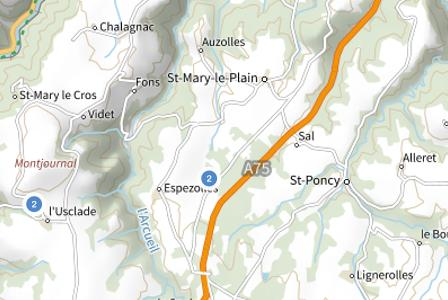 Chalagnac
Auzolles
St-Mary-le-Plain
Fons
St-Mary le Cros
Videt
Sal
Montjournal
Alleret
A75
2
Espezolles
St-Poncy
2
l'Usclade
l'Arcueil
le
Lignerolles